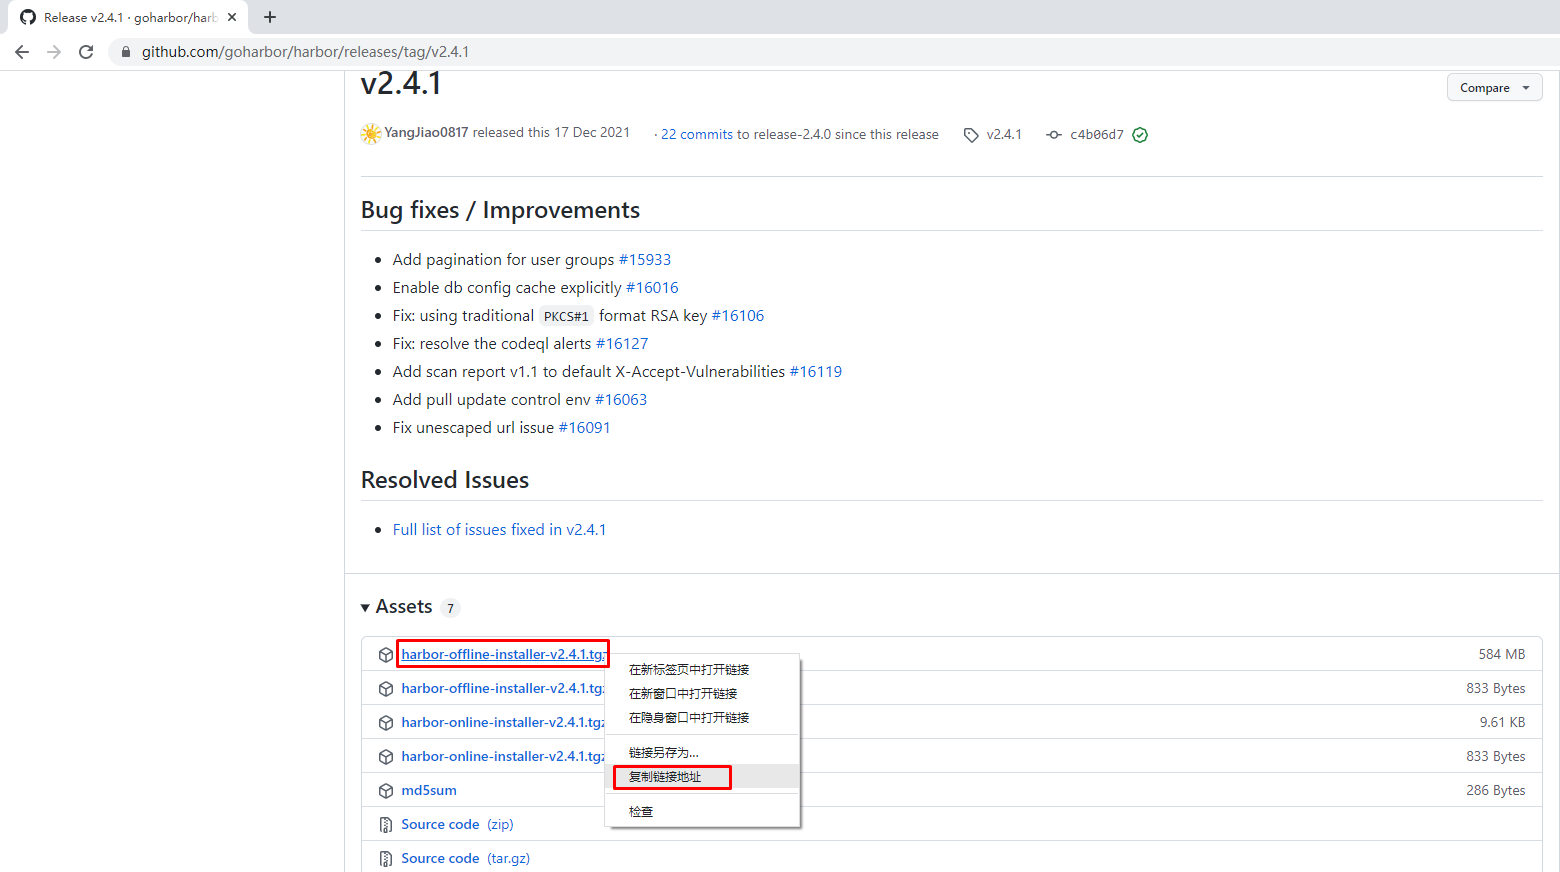 Release v2.4.1 · goharbor/harb
github.com/goharbor/harbor/releases/tag/v2.4.1
v2.4.1
Compare
YangJiao0817 released this 17 Dec 2021 · 22 commits to release-2.4.0 since this release v2.4.1 c4b06d7
Bug fixes / Improvements
Add pagination for user groups #15933
Enable db config cache explicitly #16016
Fix: using traditional PKCS#1 format RSA key #16106
Fix: resolve the codeql alerts #16127
Add scan report v1.1 to default X-Accept-Vulnerabilities #16119
Add pull update control env #16063
Fix unescaped url issue #16091
Resolved Issues
Full list of issues fixed in v2.4.1
Assets 7
harbor-offline-installer-v2.4.1.tgz 584 MB
harbor-offline-installer-v2.4.1.tgz 833 Bytes
harbor-online-installer-v2.4.1.tgz 9.61 KB
harbor-online-installer-v2.4.1.tgz 833 Bytes
md5sum 286 Bytes
Source code (zip)
Source code (tar.gz)
在新标签页中打开链接
在新窗口中打开链接
在隐身窗口中打开链接
链接另存为...
复制链接地址
检查